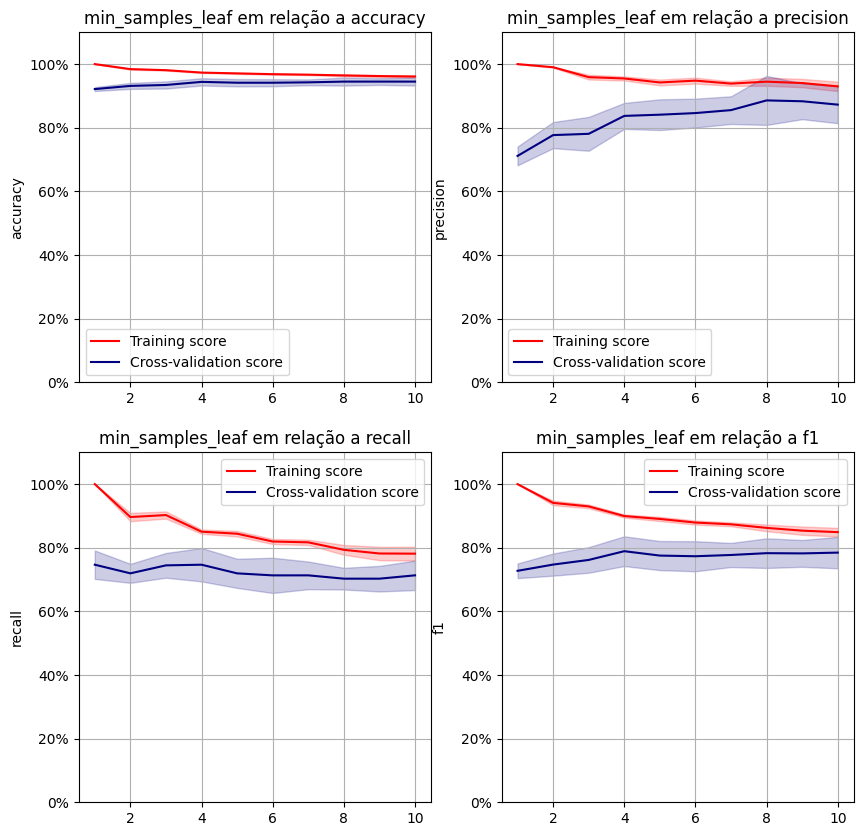 min_samples_leaf em relação a accuracy
accuracy
100%
80%
60%
40%
20%
0%
Training score
Cross-validation score
2
4
6
8
10
min_samples_leaf em relação a precision
precision
100%
80%
60%
40%
20%
0%
Training score
Cross-validation score
2
4
6
8
10
min_samples_leaf em relação a recall
recall
100%
80%
60%
40%
20%
0%
Training score
Cross-validation score
2
4
6
8
10
min_samples_leaf em relação a f1
f1
100%
80%
60%
40%
20%
0%
Training score
Cross-validation score
2
4
6
8
10